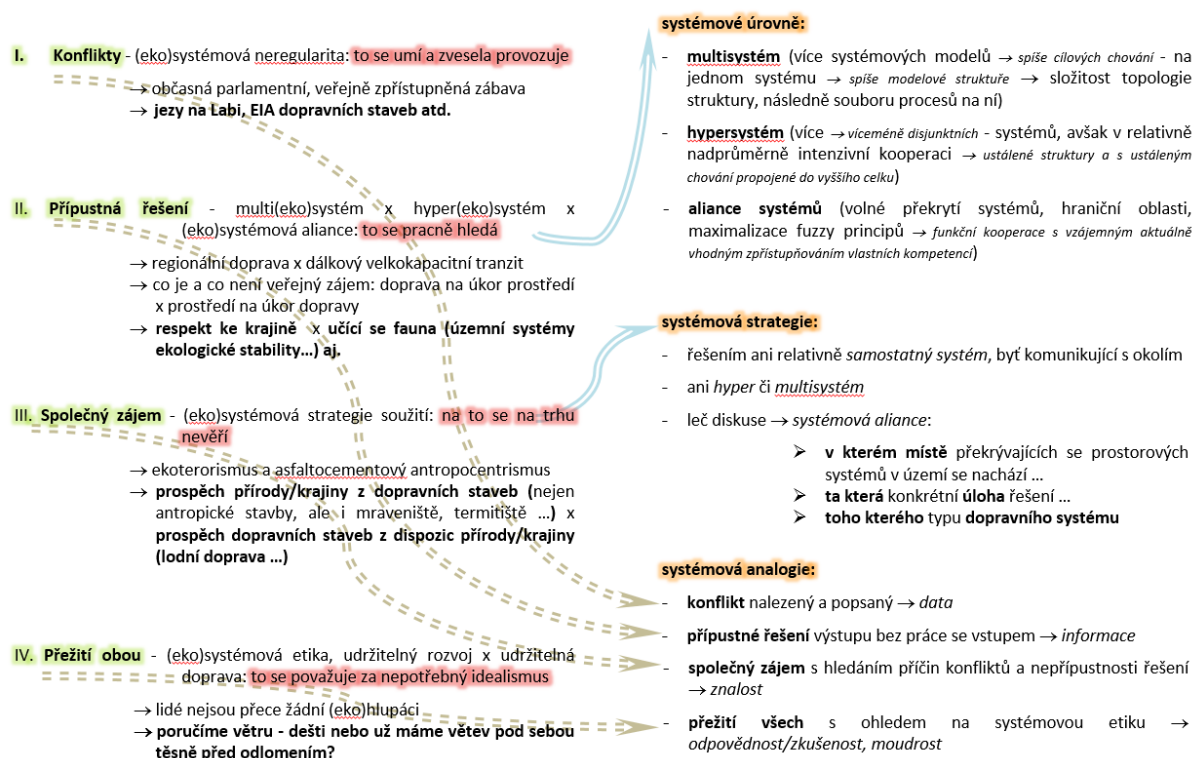 I. Konflikty - (eko)systémová neregularita: to se umí a zvesela provozuje
→ občasná parlamentní, veřejně zpřístupněná zábava
→ jezy na Labi, EIA dopravních staveb atd.
II. Přípustná řešení - multi(eko)systém x hyper(eko)systém x
(eko)systémová aliance: to se pracně hledá
→ regionální doprava x dálkový velkokapacitní tranzit
→ co je a co není veřejný zájem: doprava na úkor prostředí
x prostředí na úkor dopravy
→ respekt ke krajině x učící se fauna (územní systémy
ekologické stability…) aj.
III. Společný zájem - (eko)systémová strategie soužití: na to se na trhu
nevěří
→ ekoterorismus a asfaltocementový antropocentrismus
→ prospěch přírody/krajiny z dopravních staveb (nejen
antropické stavby, ale i mraveniště, termitiště …) x
prospěch dopravních staveb z dispozic přírody/krajiny
(lodní doprava …)
IV. Přežití obou - (eko)systémová etika, udržitelný rozvoj x udržitelná
doprava: to se považuje za nepotřebný idealismus
→ lidé nejsou přece žádní (eko)hlupáci
→ poručíme větru - dešti nebo už máme větev pod sebou
těsně před odlomením?
systémové úrovně:
- multisystém (více systémových modelů → spíše cílových chování - na
jednom systému → spíše modelové struktuře → složitost topologie
struktury, následně souboru procesů na ní)
- hypersystém (více → víceméně disjunktních - systémů, avšak v relativně
nadprůměrně intenzivní kooperaci → ustálené struktury a s ustáleným
chování propojené do vyššího celku)
- aliance systémů (volné překrytí systémů, hraniční oblasti,
maximalizace fuzzy principů → funkční kooperace s vzájemným aktuálně
vhodným zpřístupňováním vlastních kompetencí)
systémová strategie:
- řešením ani relativně samostatný systém, byť komunikující s okolím
- ani hyper či multisystém
- leč diskuse → systémová aliance:
➢ v kterém místě překrývajících se prostorových
systémů v území se nachází …
➢ ta která konkrétní úloha řešení …
➢ toho kterého typu dopravního systému
systémová analogie:
- konflikt nalezený a popsaný → data
- přípustné řešení výstupu bez práce se vstupem → informace
- společný zájem s hledáním příčin konfliktů a nepřípustnosti řešení
→ znalost
- přežití všech s ohledem na systémovou etiku →
odpovědnost/zkušenost, moudrost